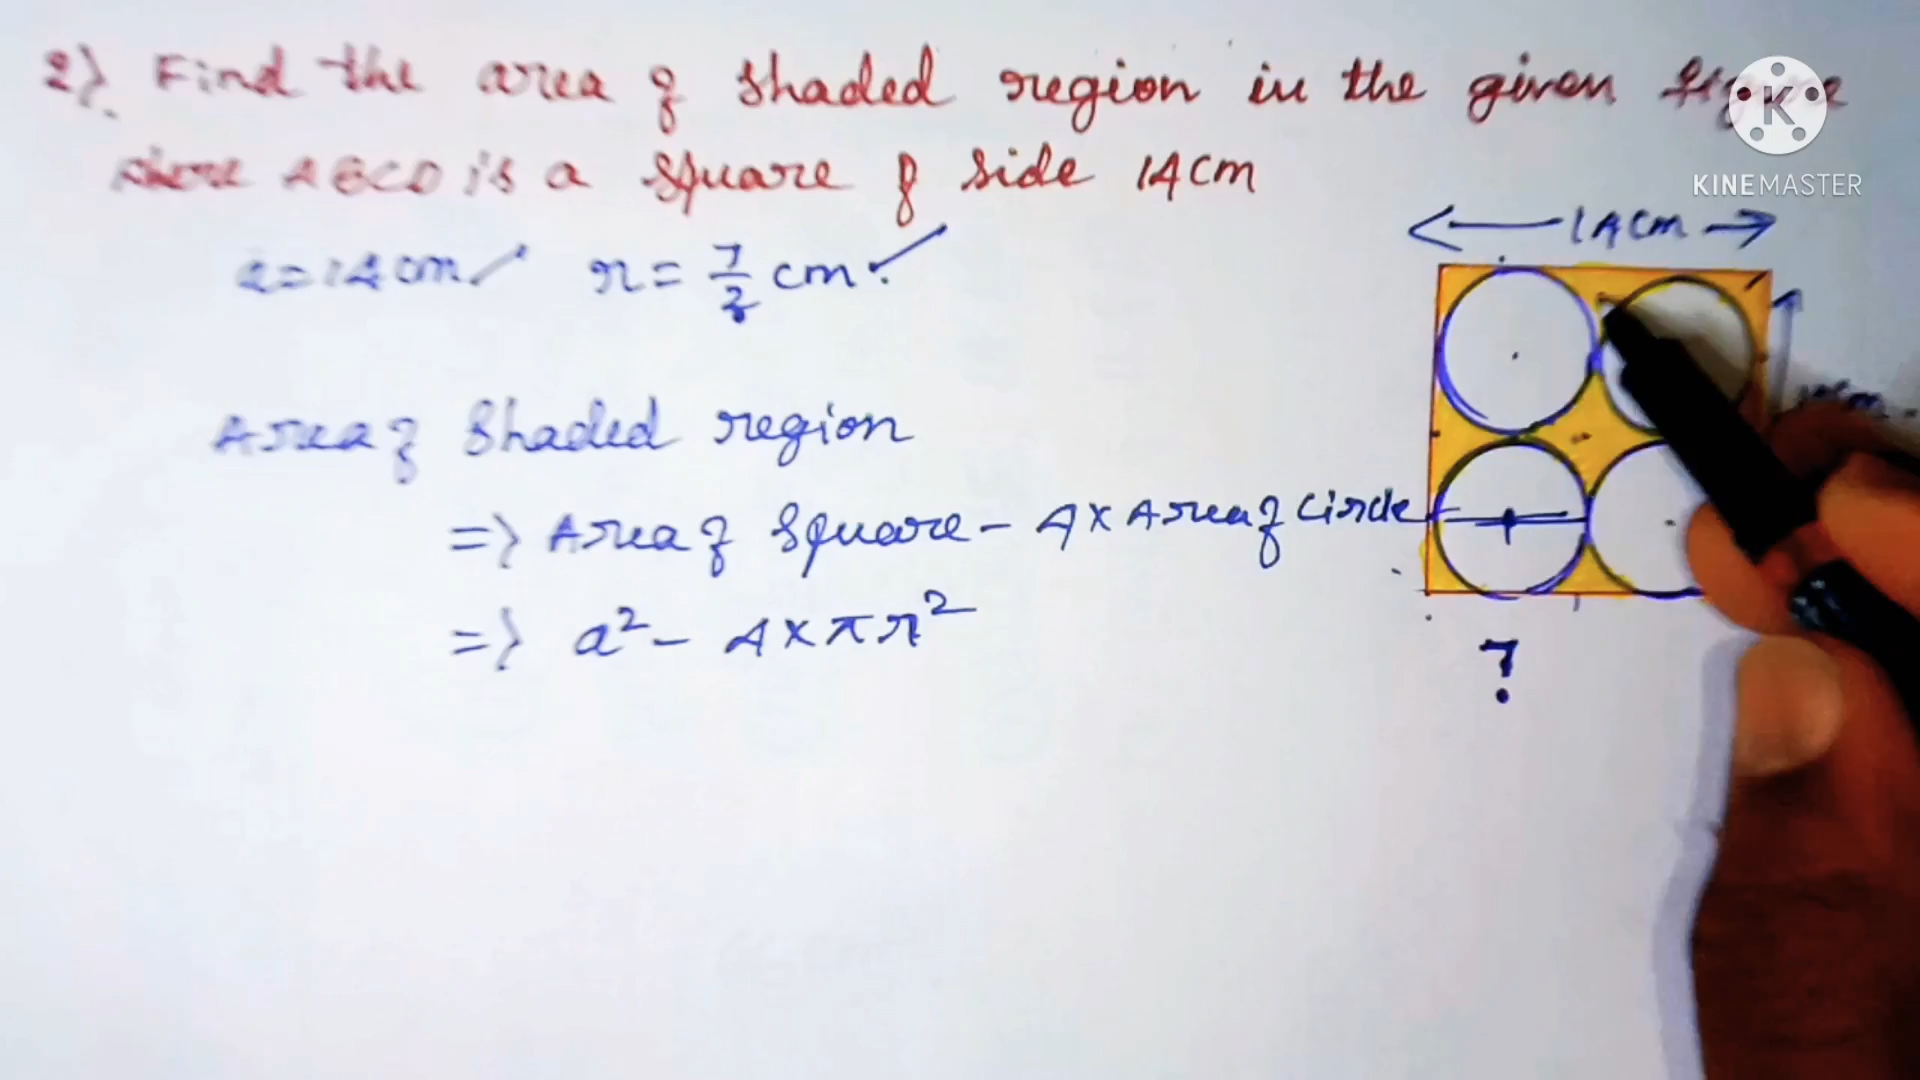 2) Find the area of shaded region in the given figure
where ABCD is a square of side 14cm
K
KINEMASTER
14cm
a=14cm r= 7/2 cm.
Area of Shaded region
=> Area of Square - 4×Area of Circle
=> a² - 4×πr²
7